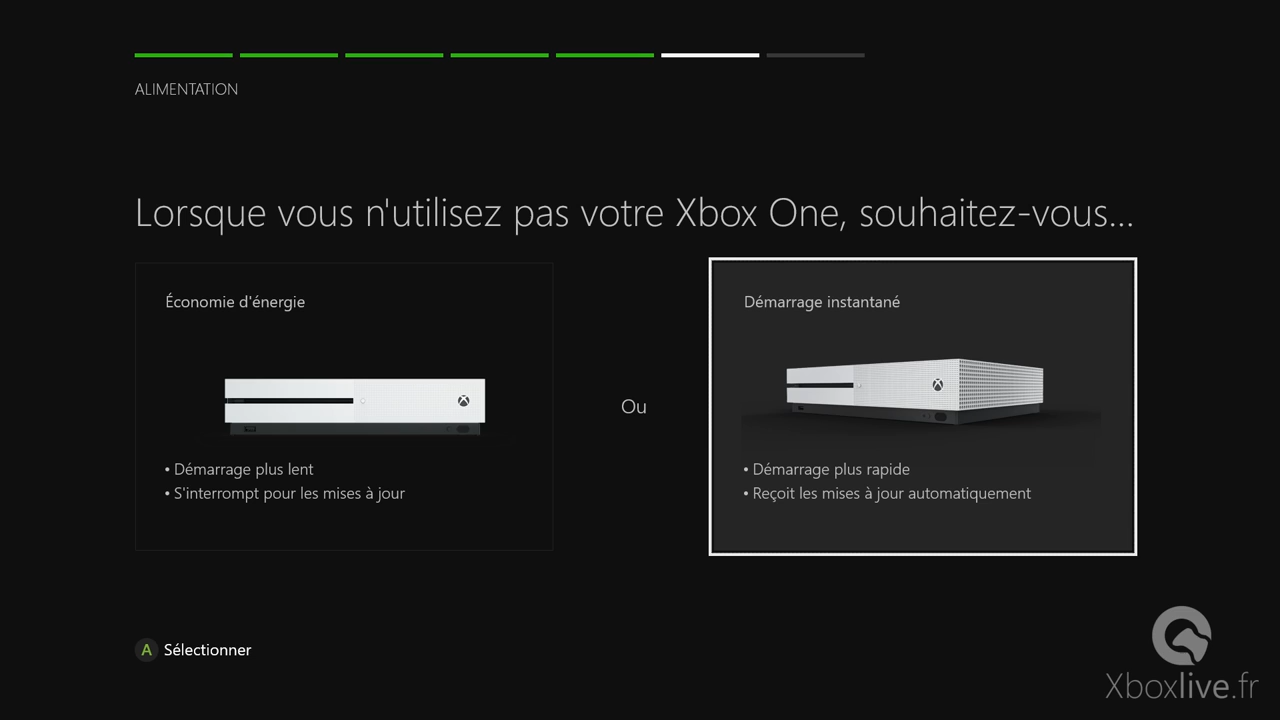 ALIMENTATION
Lorsque vous n'utilisez pas votre Xbox One, souhaitez-vous...
Économie d'énergie
• Démarrage plus lent
• S'interrompt pour les mises à jour
Ou
Démarrage instantané
• Démarrage plus rapide
• Reçoit les mises à jour automatiquement
A Sélectionner
Xboxlive.fr